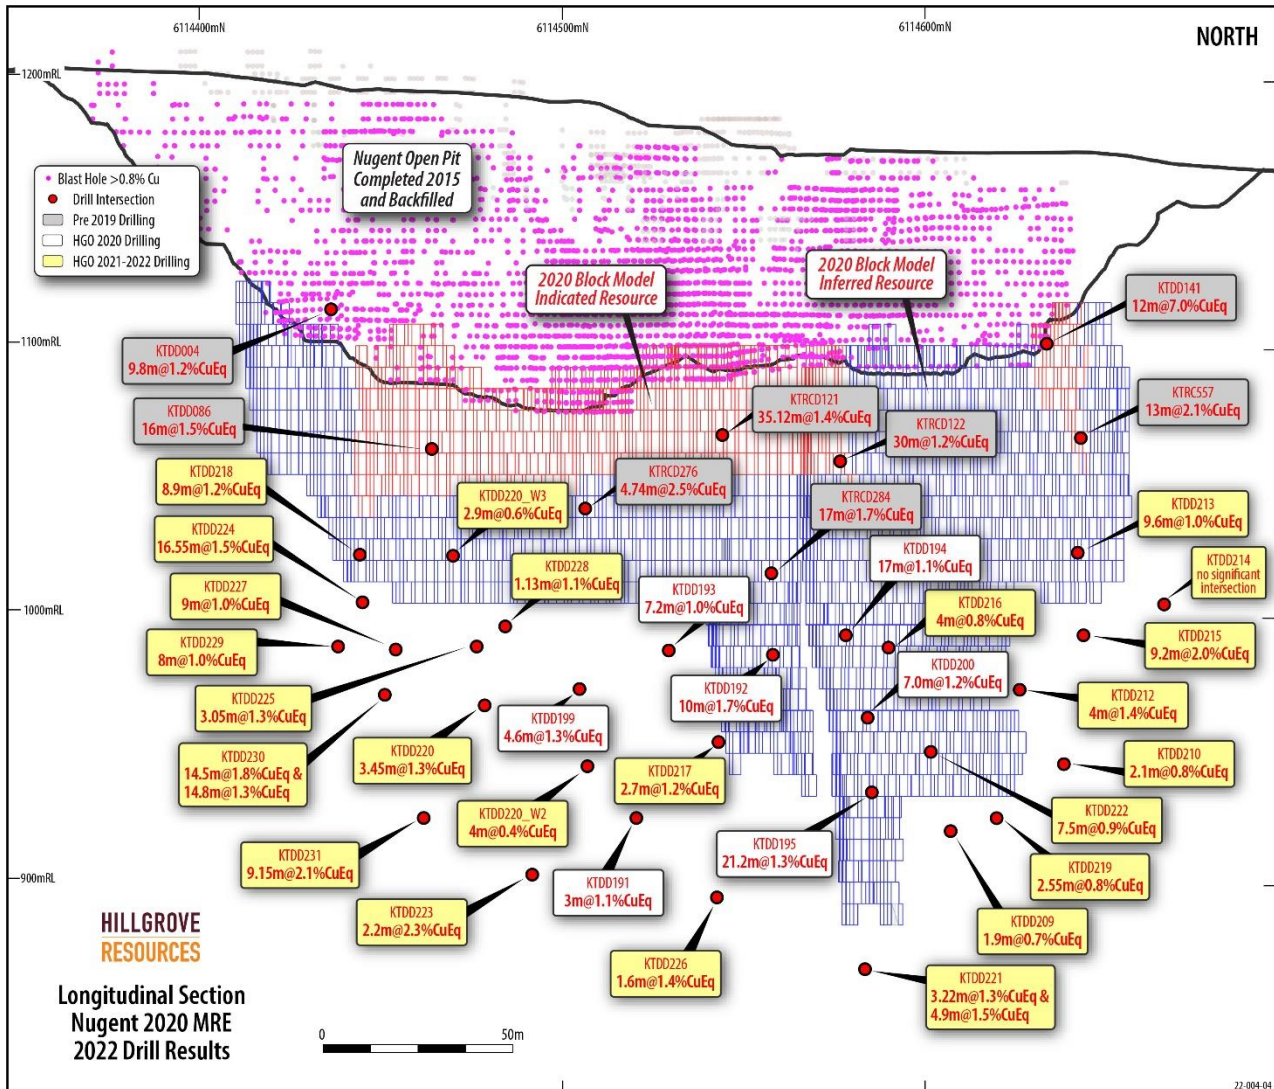 6114400mN
6114500mN
6114600mN
NORTH
1200mRL
1100mRL
1000mRL
900mRL
Blast Hole >0.8% Cu
Drill Intersection
Pre 2019 Drilling
HGO 2020 Drilling
HGO 2021-2022 Drilling
Nugent Open Pit
Completed 2015
and Backfilled
2020 Block Model
Indicated Resource
2020 Block Model
Inferred Resource
KTDD141
12m@7.0%CuEq
KTDD004
9.8m@1.2%CuEq
KTDD086
16m@1.5%CuEq
KTRCD121
35.12m@1.4%CuEq
KTRCD122
30m@1.2%CuEq
KTRC557
13m@2.1%CuEq
KTDD218
8.9m@1.2%CuEq
KTDD220_W3
2.9m@0.6%CuEq
KTRCD276
4.74m@2.5%CuEq
KTRCD284
17m@1.7%CuEq
KTDD213
9.6m@1.0%CuEq
KTDD224
16.55m@1.5%CuEq
KTDD228
1.13m@1.1%CuEq
KTDD194
17m@1.1%CuEq
KTDD214
no significant
intersection
KTDD227
9m@1.0%CuEq
KTDD193
7.2m@1.0%CuEq
KTDD216
4m@0.8%CuEq
KTDD229
8m@1.0%CuEq
KTDD215
9.2m@2.0%CuEq
KTDD225
3.05m@1.3%CuEq
KTDD192
10m@1.7%CuEq
KTDD200
7.0m@1.2%CuEq
KTDD212
4m@1.4%CuEq
KTDD230
14.5m@1.8%CuEq &
14.8m@1.3%CuEq
KTDD220
3.45m@1.3%CuEq
KTDD199
4.6m@1.3%CuEq
KTDD217
2.7m@1.2%CuEq
KTDD210
2.1m@0.8%CuEq
KTDD220_W2
4m@0.4%CuEq
KTDD222
7.5m@0.9%CuEq
KTDD231
9.15m@2.1%CuEq
KTDD191
3m@1.1%CuEq
KTDD195
21.2m@1.3%CuEq
KTDD219
2.55m@0.8%CuEq
KTDD223
2.2m@2.3%CuEq
KTDD226
1.6m@1.4%CuEq
KTDD209
1.9m@0.7%CuEq
KTDD221
3.22m@1.3%CuEq &
4.9m@1.5%CuEq
HILLGROVE
RESOURCES
Longitudinal Section
Nugent 2020 MRE
2022 Drill Results
0
50m
22-004-04